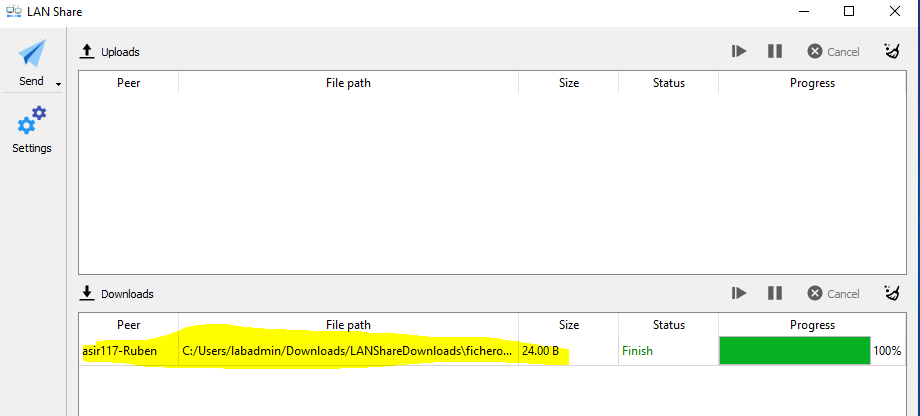 LAN Share
Send
Settings
Uploads
Cancel
Peer File path Size Status Progress
Downloads
Cancel
Peer File path Size Status Progress
asir117-Ruben C:/Users/labadmin/Downloads/LANShareDownloads\fichero... 24.00 B Finish 100%